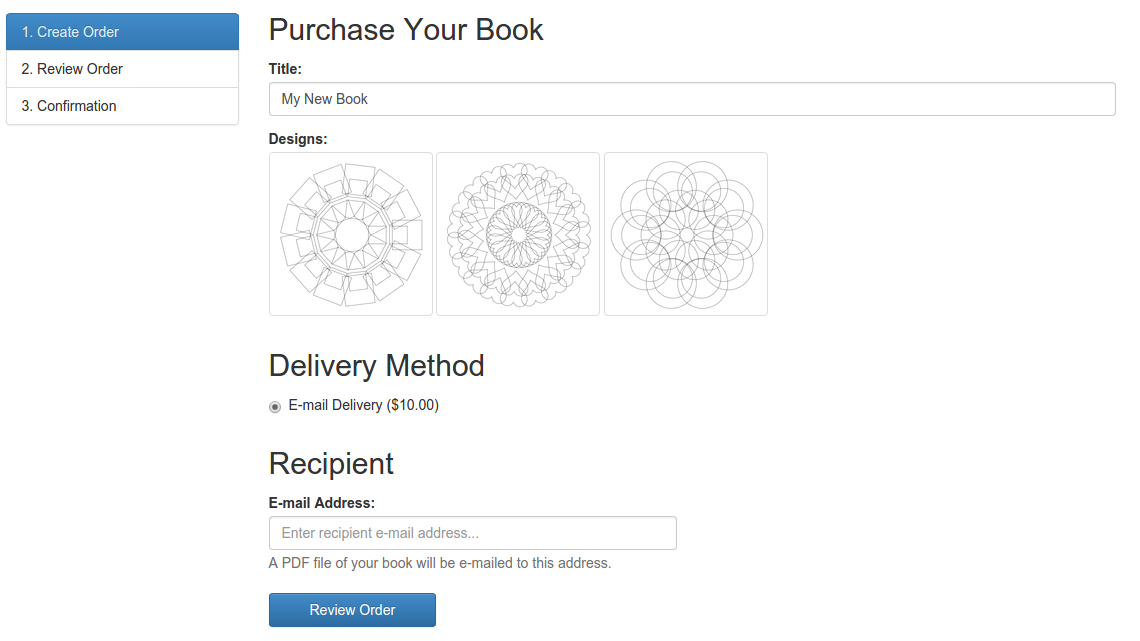 1. Create Order
2. Review Order
3. Confirmation
Purchase Your Book
Title:
My New Book
Designs:
Delivery Method
E-mail Delivery ($10.00)
Recipient
E-mail Address:
Enter recipient e-mail address...
A PDF file of your book will be e-mailed to this address.
Review Order